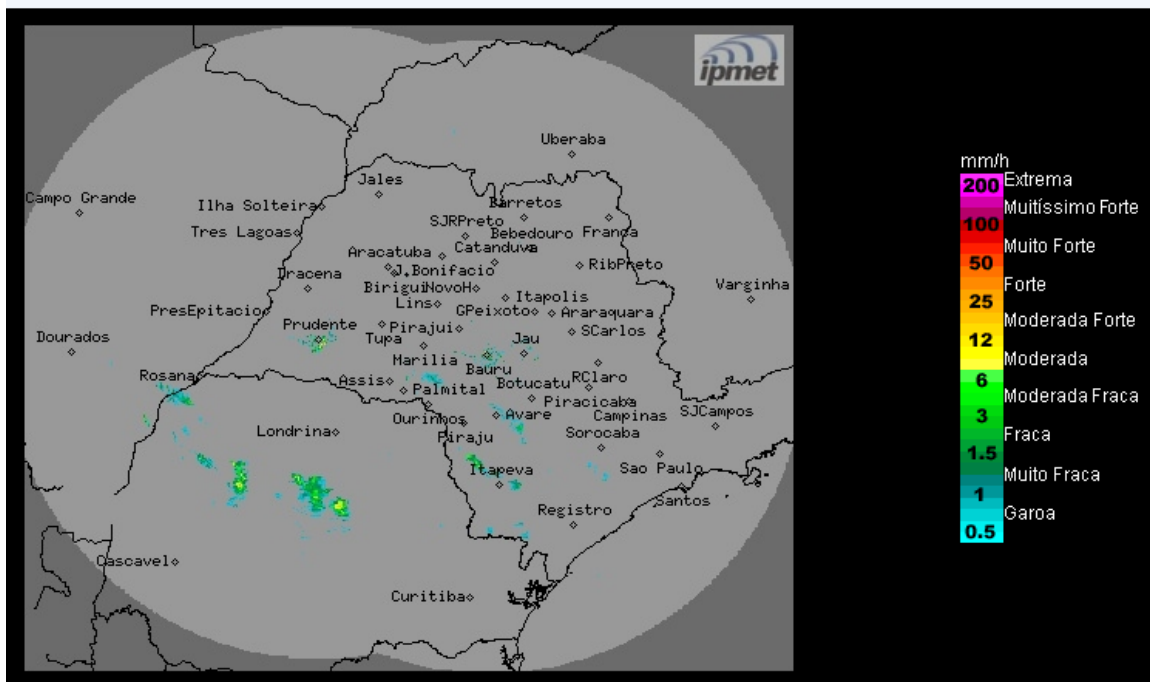 ipmet
Uberaba
Jales
Campo Grande
Ilha Solteira
Barretos
SJRPreto
Tres Lagoas
Bebedouro
Franca
Aracatuba
Catanduva
J.Bonifacio
RibPreto
Dracena
Birigui
NovoH
Itapolis
Varginha
Lins
PresEpitacio
GPeixoto
Araraquara
Prudente
Pirajui
SCarlos
Dourados
Tupa
Jau
Marilia
Bauru
Rosana
Assis
Botucatu
RClaro
Palmital
Piracicaba
Ourinhos
Avare
Campinas
SJCampos
Londrina
Piraju
Sorocaba
Itapeva
Sao Paulo
Santos
Registro
Cascavel
Curitiba
mm/h
200 Extrema
Muitíssimo Forte
100
Muito Forte
50
Forte
25
Moderada Forte
12
Moderada
6
Moderada Fraca
3
Fraca
1.5
Muito Fraca
1
Garoa
0.5